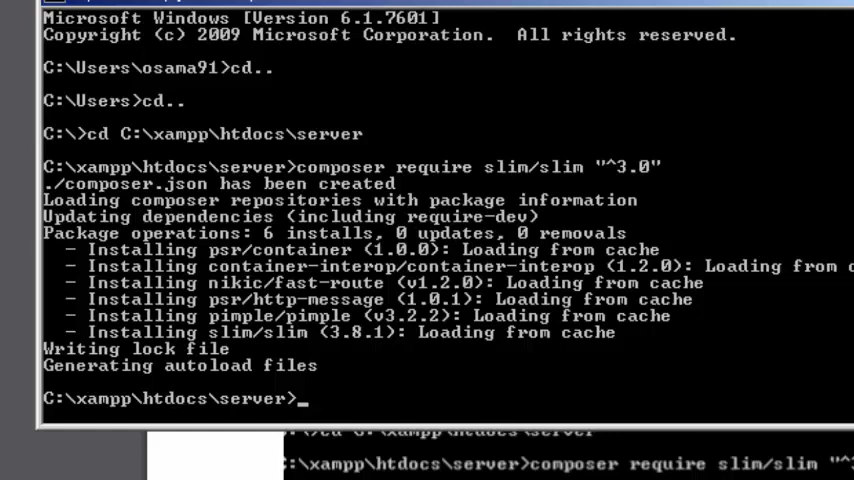 Microsoft Windows [Version 6.1.7601]
Copyright (c) 2009 Microsoft Corporation.  All rights reserved.
C:\Users\osama91>cd..
C:\Users>cd..
C:\>cd C:\xampp\htdocs\server
C:\xampp\htdocs\server>composer require slim/slim "^3.0"
./composer.json has been created
Loading composer repositories with package information
Updating dependencies (including require-dev)
Package operations: 6 installs, 0 updates, 0 removals
- Installing psr/container (1.0.0): Loading from cache
- Installing container-interop/container-interop (1.2.0): Loading from c
- Installing nikic/fast-route (v1.2.0): Loading from cache
- Installing psr/http-message (1.0.1): Loading from cache
- Installing pimple/pimple (v3.2.2): Loading from cache
- Installing slim/slim (3.8.1): Loading from cache
Writing lock file
Generating autoload files
C:\xampp\htdocs\server>_
:\>cd C:\xampp\htdocs\server
:\xampp\htdocs\server>composer require slim/slim "^3